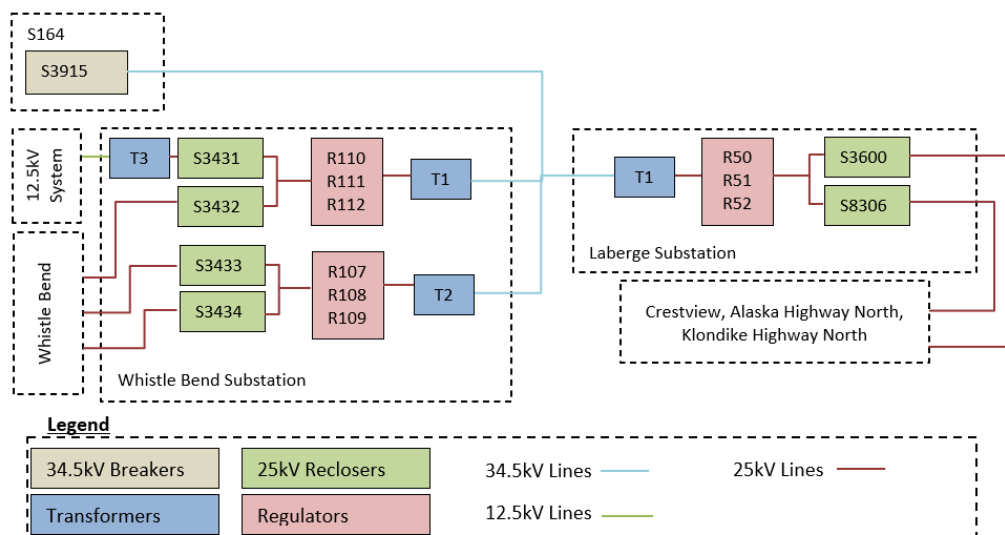 S164
S3915
12.5kV
System
T3
S3431
S3432
R110
R111
R112
T1
Whistle Bend
S3433
S3434
R107
R108
R109
T2
Whistle Bend Substation
T1
R50
R51
R52
S3600
S8306
Laberge Substation
Crestview, Alaska Highway North,
Klondike Highway North
Legend
34.5kV Breakers
25kV Reclosers
34.5kV Lines
25kV Lines
Transformers
Regulators
12.5kV Lines